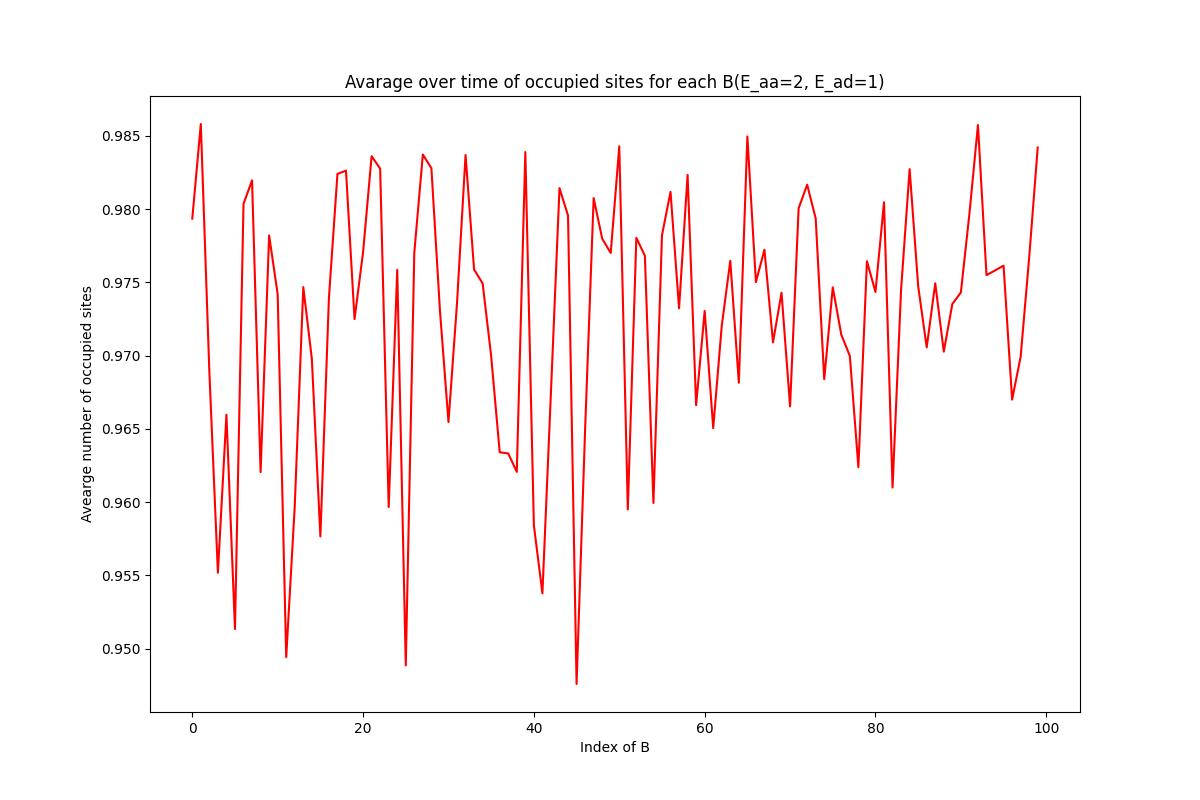 Avarage over time of occupied sites for each B(E_aa=2, E_ad=1)
0.985
0.980
0.975
0.970
0.965
0.960
0.955
0.950
Avearge number of occupied sites
0 20 40 60 80 100
Index of B